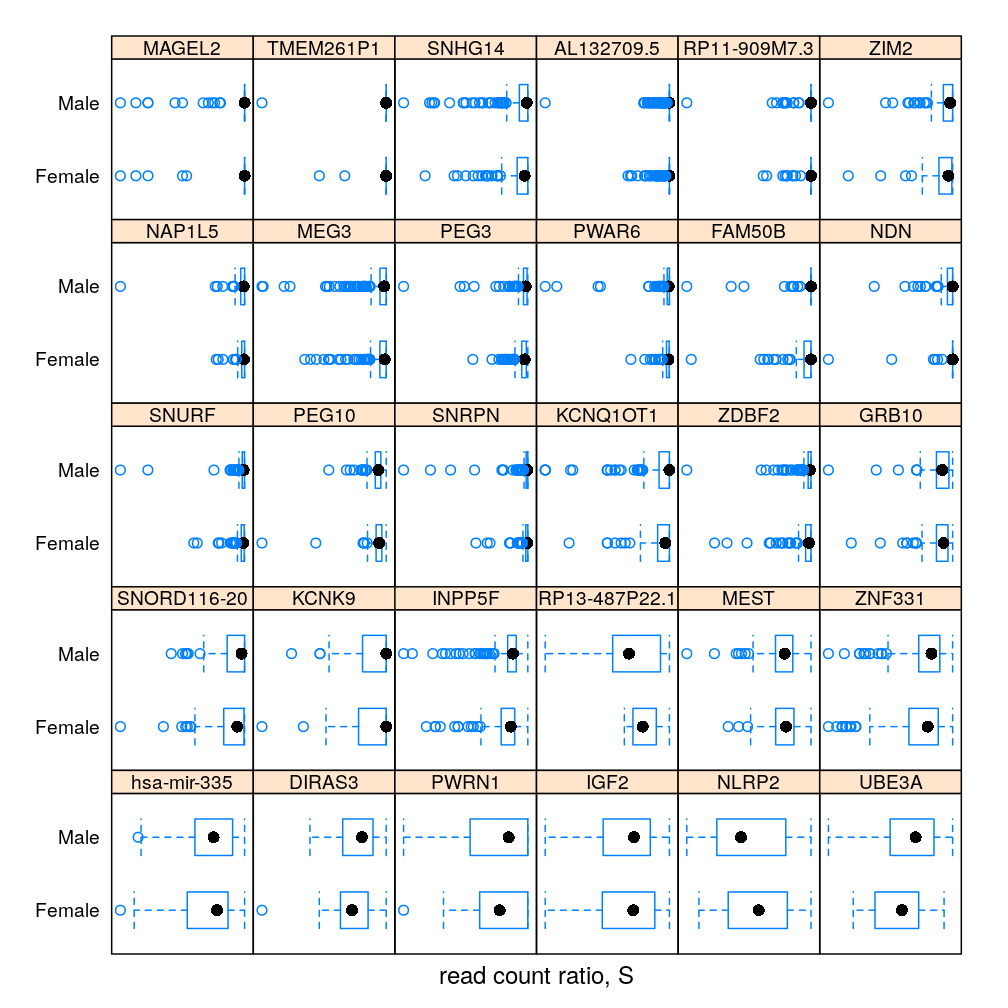 MAGEL2 TMEM261P1 SNHG14 AL132709.5 RP11-909M7.3 ZIM2
Male
Female
NAP1L5 MEG3 PEG3 PWAR6 FAM50B NDN
Male
Female
SNURF PEG10 SNRPN KCNQ1OT1 ZDBF2 GRB10
Male
Female
SNORD116-20 KCNK9 INPP5F RP13-487P22.1 MEST ZNF331
Male
Female
hsa-mir-335 DIRAS3 PWRN1 IGF2 NLRP2 UBE3A
Male
Female
read count ratio, S